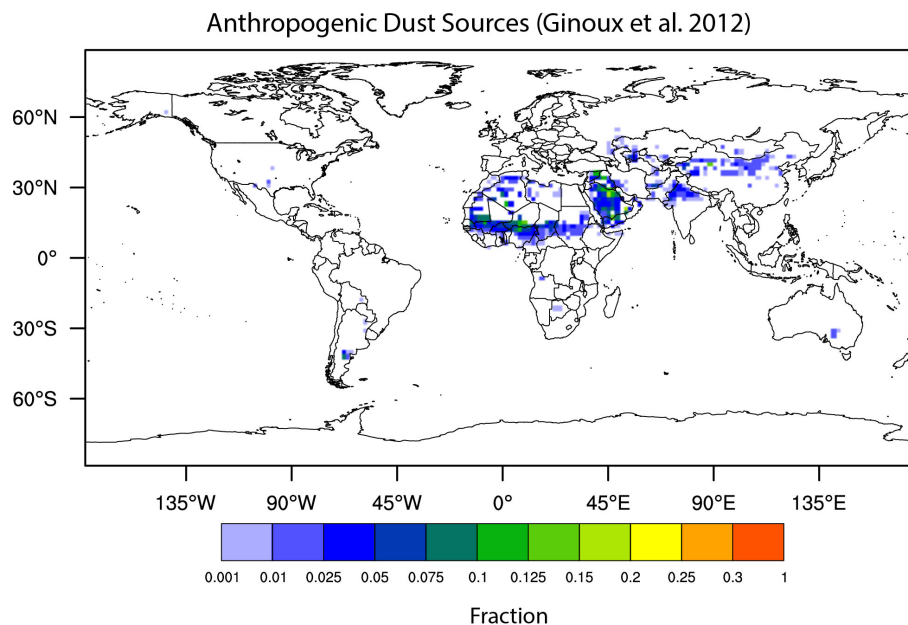 Anthropogenic Dust Sources (Ginoux et al. 2012)
60°N
30°N
0°
30°S
60°S
135°W 90°W 45°W 0° 45°E 90°E 135°E
0.001 0.01 0.025 0.05 0.075 0.1 0.125 0.15 0.2 0.25 0.3 1
Fraction